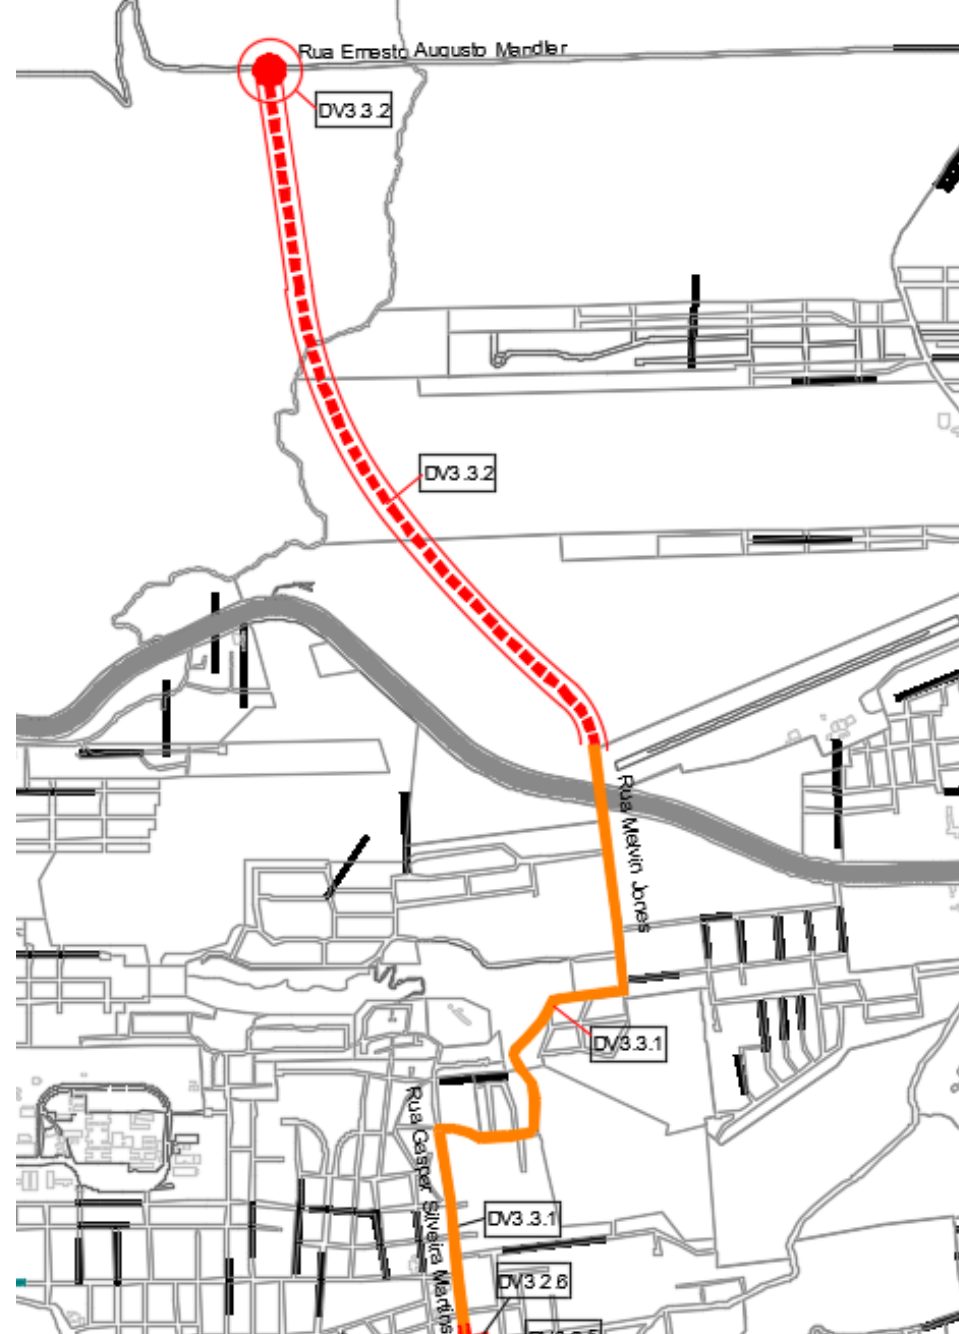 Rua Ernesto Augusto Mandler
DV3.3.2
DV3.3.2
Rua Melvin Jones
DV3.3.1
Rua Gaspar Silveira Martins
DV3.3.1
DV3.2.6